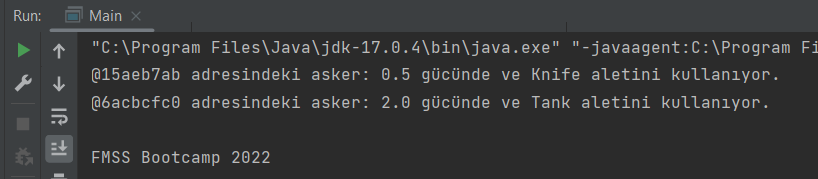 Run: Main
"C:\Program Files\Java\jdk-17.0.4\bin\java.exe" "-javaagent:C:\Program Fi
@15aeb7ab adresindeki asker: 0.5 gücünde ve Knife aletini kullanıyor.
@6acbcfc0 adresindeki asker: 2.0 gücünde ve Tank aletini kullanıyor.
FMSS Bootcamp 2022